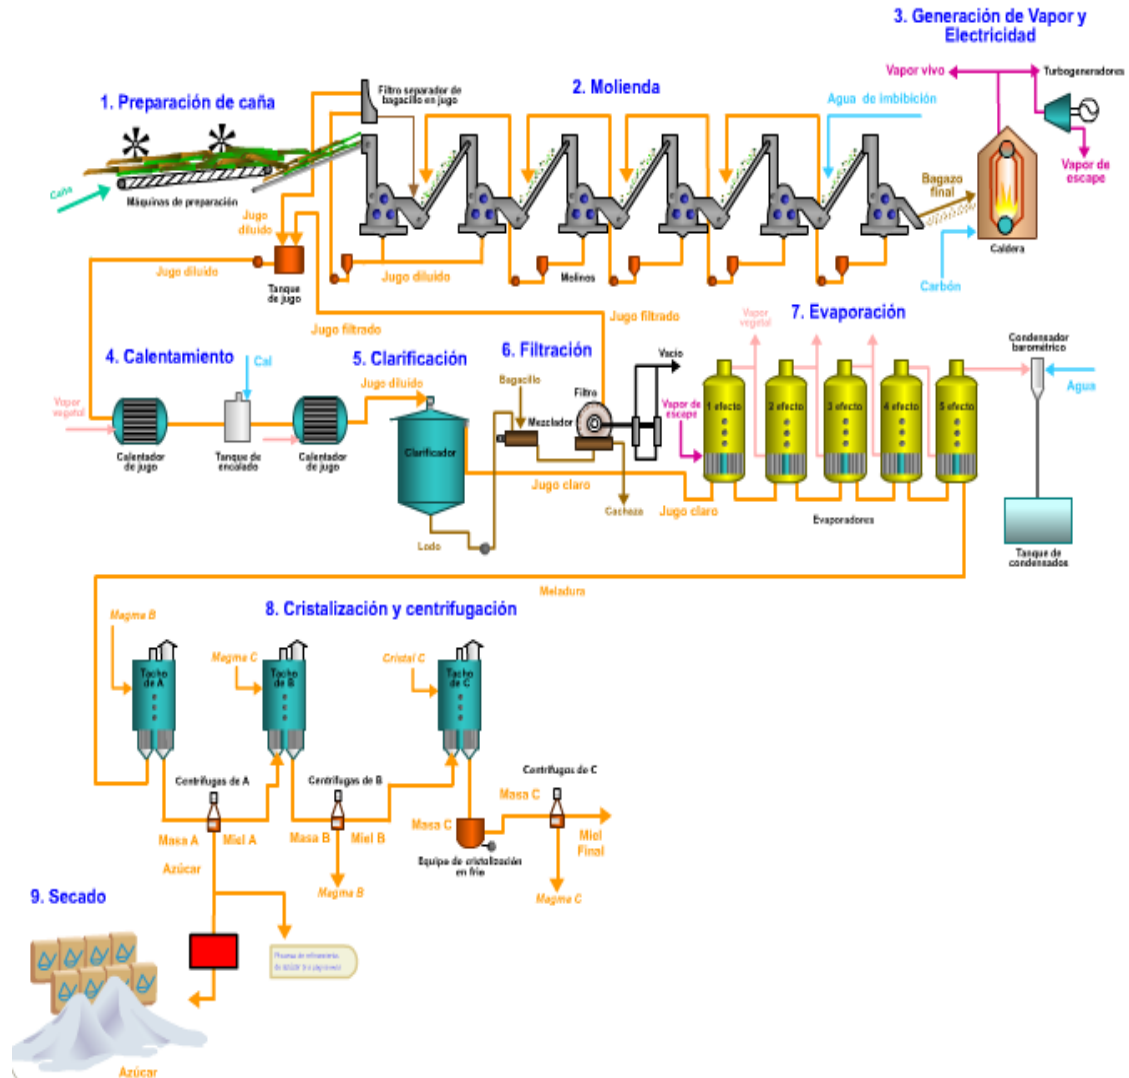 3. Generación de Vapor y
Electricidad
Vapor vivo
Turbogeneradores
Vapor de
escape
1. Preparación de caña
Filtro separador de
bagacillo en jugo
2. Molienda
Agua de imbibición
Caña
Máquinas de preparación
Bagazo
final
Caldera
Carbón
Jugo
diluido
Jugo diluído
Tanque
de jugo
Jugo diluido
Molinos
Jugo filtrado
Jugo filtrado
4. Calentamiento
Cal
Vapor
vegetal
Calentador
de jugo
Tanque de
encalado
Calentador
de jugo
5. Clarificación
Jugo diluido
Clarificador
Lodo
6. Filtración
Bagacillo
Mezclador
Filtro
Vacío
Jugo claro
Cachaza
7. Evaporación
Vapor
vegetal
Vapor de
escape
1 efecto
2 efecto
3 efecto
4 efecto
5 efecto
Jugo claro
Evaporadores
Condensador
barométrico
Agua
Tanque de
condensados
Meladura
8. Cristalización y centrifugación
Magma B
Tacho
de A
Magma C
Tacho
de B
Cristal C
Tacho
de C
Centrífugas de A
Centrífugas de B
Centrífugas de C
Masa A
Miel A
Masa B
Miel B
Masa C
Masa C
Miel
Final
Equipo de cristalización
en frío
Azúcar
Magma B
Magma C
9. Secado
Azúcar